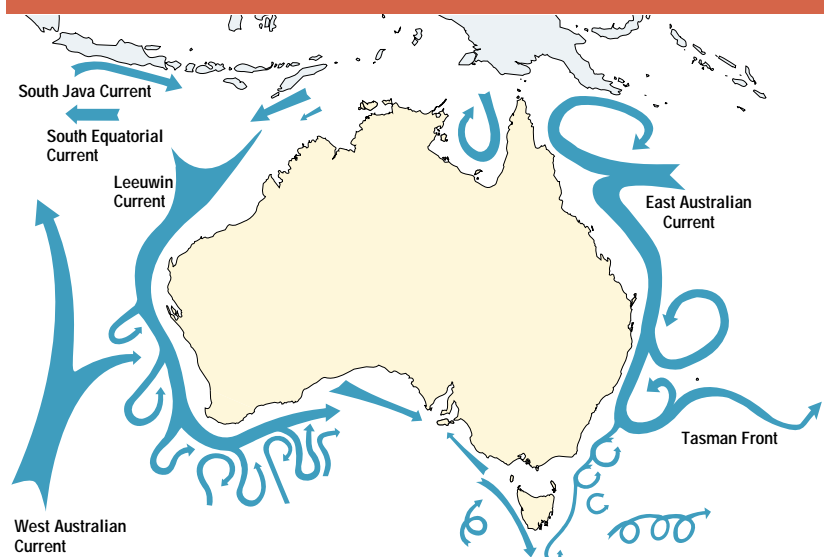 South Java Current
South Equatorial
Current
Leeuwin
Current
East Australian
Current
Tasman Front
West Australian
Current